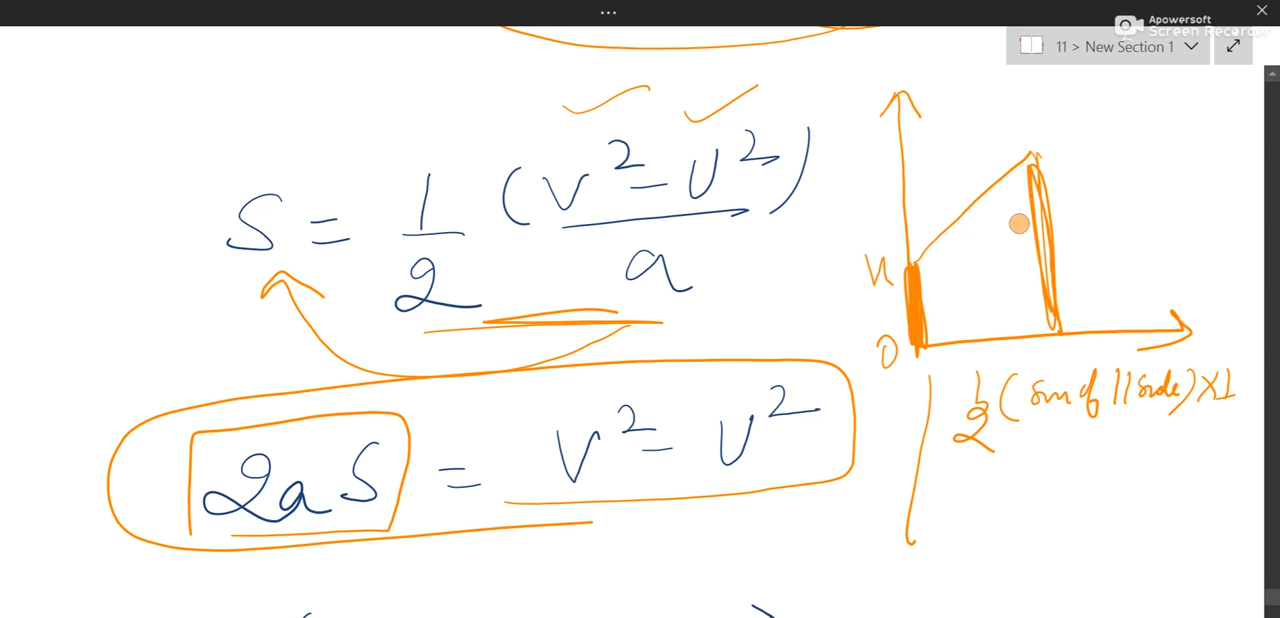 Apowersoft
Screen Recorder
11 > New Section 1
S = 1/2 (v² - u²)/a
u
0
1/2 (sum of || side) × ⊥
2aS = v² - u²